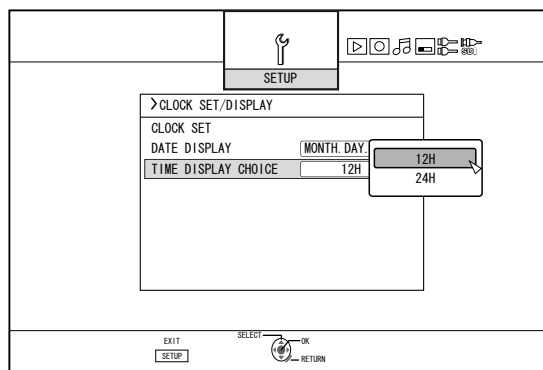 SETUP
>CLOCK SET/DISPLAY
CLOCK SET
DATE DISPLAY MONTH. DAY.
TIME DISPLAY CHOICE 12H
12H
24H
EXIT
SETUP
SELECT
OK
RETURN